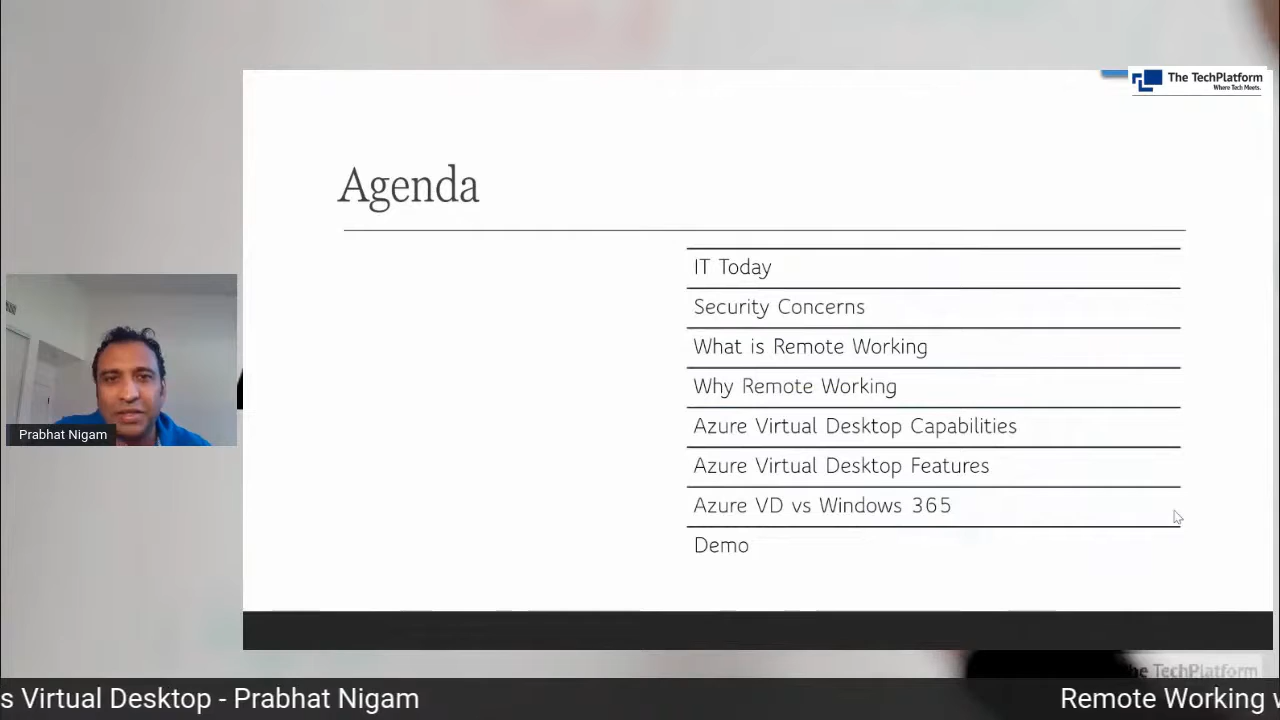 The TechPlatform
Where Tech Meets.
Agenda
IT Today
Security Concerns
What is Remote Working
Why Remote Working
Azure Virtual Desktop Capabilities
Azure Virtual Desktop Features
Azure VD vs Windows 365
Demo
Prabhat Nigam
The TechPlatform
s Virtual Desktop - Prabhat Nigam
Remote Working